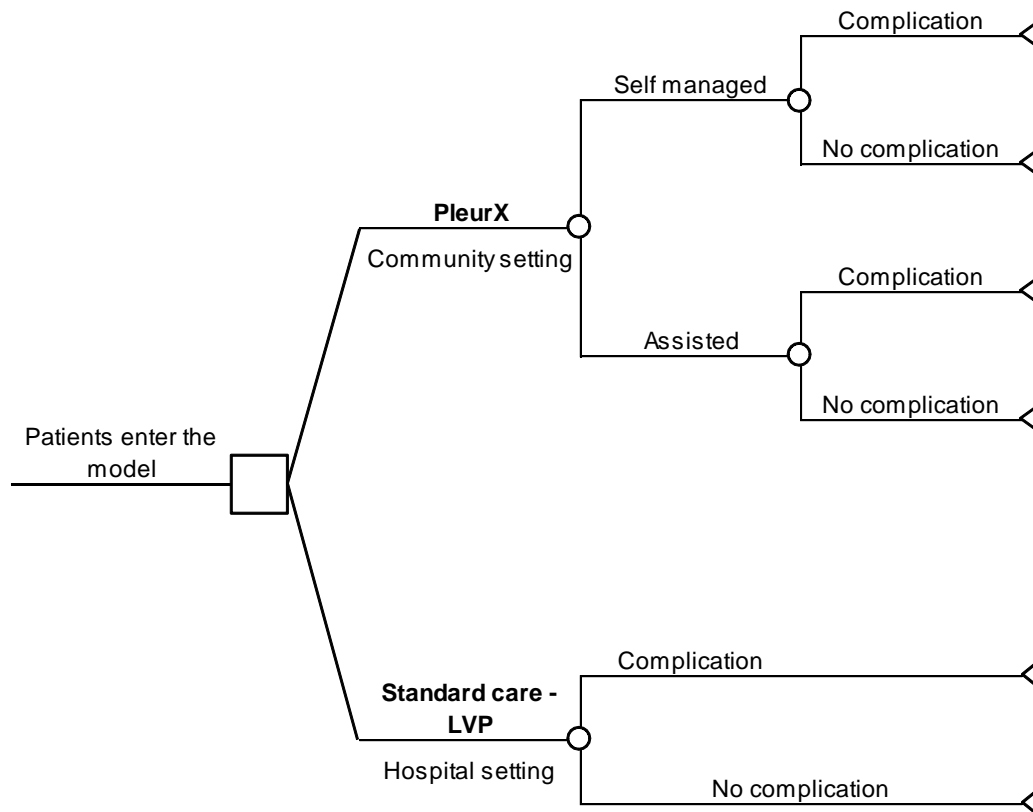 Complication
Self managed
No complication
PleurX
Community setting
Complication
Assisted
No complication
Patients enter the
model
Complication
Standard care -
LVP
Hospital setting
No complication